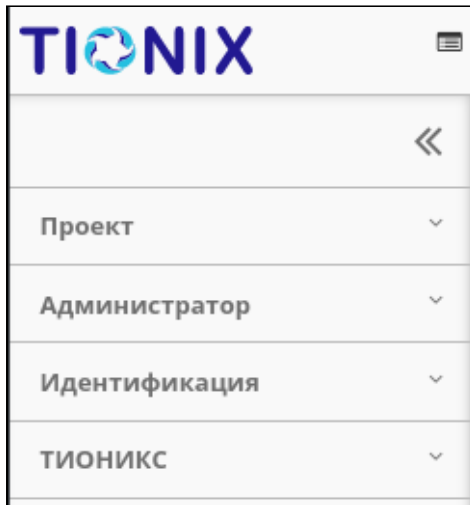 TIONIX
Проект
Администратор
Идентификация
ТИОНИКС